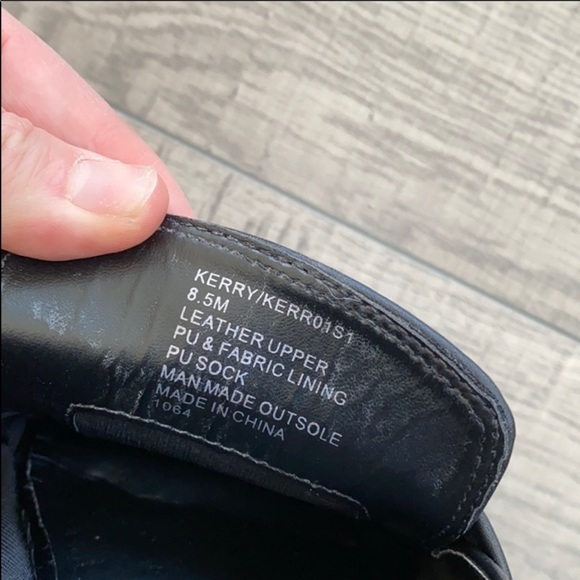 KERRY/KERR01S1
8.5M
LEATHER UPPER
PU & FABRIC LINING
PU SOCK
MAN MADE OUTSOLE
MADE IN CHINA
1064